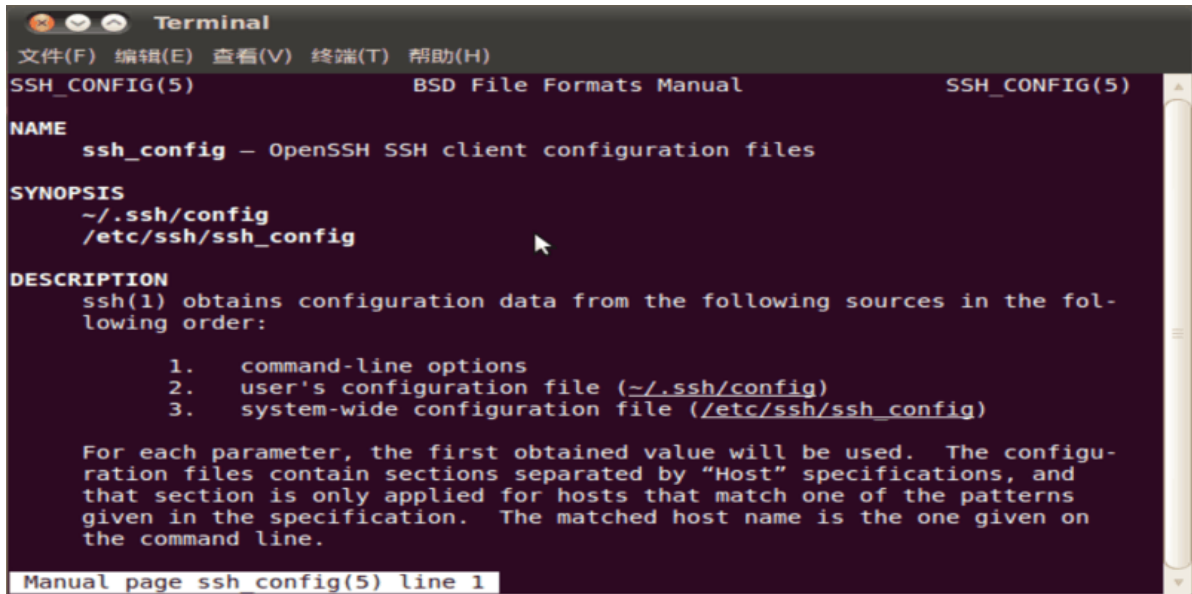 Terminal
文件(F) 编辑(E) 查看(V) 终端(T) 帮助(H)
SSH_CONFIG(5) BSD File Formats Manual SSH_CONFIG(5)
NAME
ssh_config — OpenSSH SSH client configuration files
SYNOPSIS
~/.ssh/config
/etc/ssh/ssh_config
DESCRIPTION
ssh(1) obtains configuration data from the following sources in the fol-
lowing order:
1. command-line options
2. user's configuration file (~/.ssh/config)
3. system-wide configuration file (/etc/ssh/ssh_config)
For each parameter, the first obtained value will be used. The configu-
ration files contain sections separated by “Host” specifications, and
that section is only applied for hosts that match one of the patterns
given in the specification. The matched host name is the one given on
the command line.
Manual page ssh_config(5) line 1